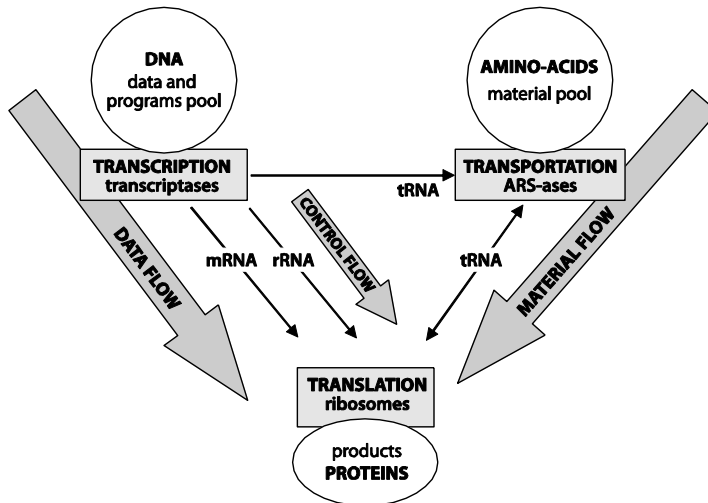 DNA
data and
programs pool
AMINO-ACIDS
material pool
TRANSCRIPTION
transcriptases
TRANSPORTATION
ARS-ases
tRNA
DATA FLOW
mRNA
rRNA
CONTROL FLOW
tRNA
MATERIAL FLOW
TRANSLATION
ribosomes
products
PROTEINS